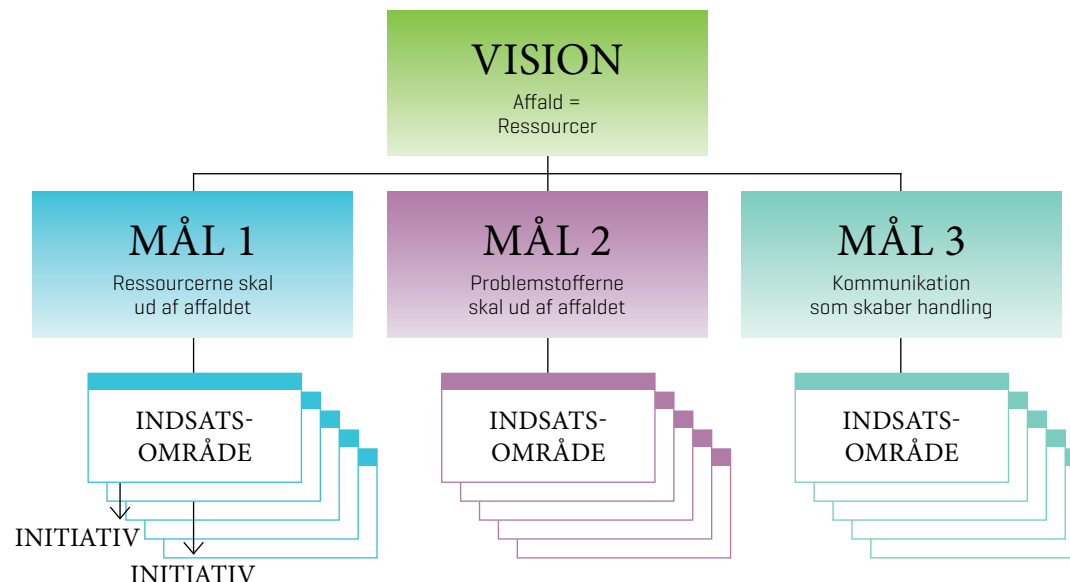 VISION
Affald =
Ressourcer
MÅL 1
Ressourcerne skal
ud af affaldet
MÅL 2
Problemstofferne
skal ud af affaldet
MÅL 3
Kommunikation
som skaber handling
INDSATS-
OMRÅDE
INDSATS-
OMRÅDE
INDSATS-
OMRÅDE
INITIATIV
INITIATIV